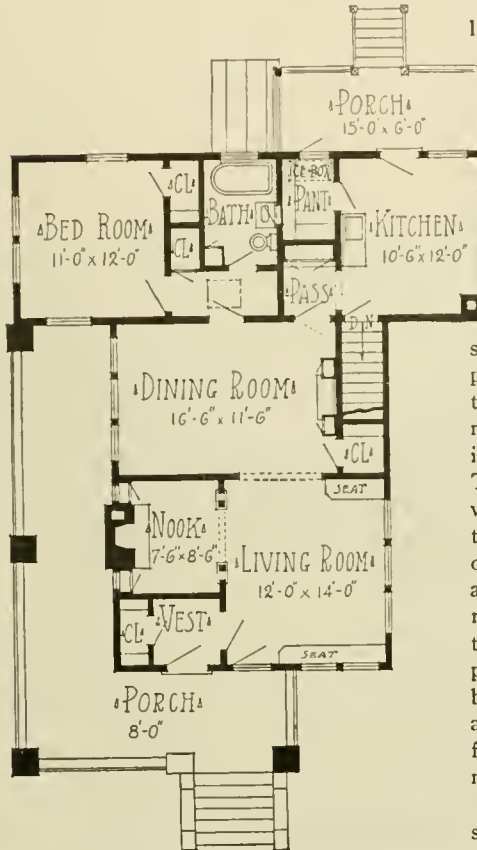 1
PORCH
15'-0" x 6'-0"
CL
ICE-BOX
PANT
BATH
BED ROOM
11'-0" x 12'-0"
KITCHEN
10'-6" x 12'-0"
CL
PASS
DN
DINING ROOM
16'-6" x 11'-6"
CL
SEAT
NOOK
7'-6" x 8'-6"
LIVING ROOM
12'-0" x 14'-0"
CL
VEST
SEAT
PORCH
8'-0"
s
p
t
r
i
T
v
t
c
a
r
t
p
b
a
f
r
s